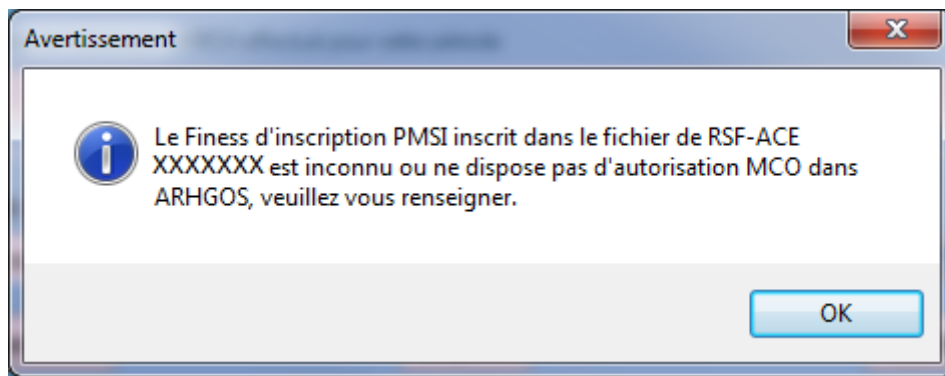 Avertissement
Le Finess d'inscription PMSI inscrit dans le fichier de RSF-ACE
XXXXXXX est inconnu ou ne dispose pas d'autorisation MCO dans
ARHGOS, veuillez vous renseigner.
OK